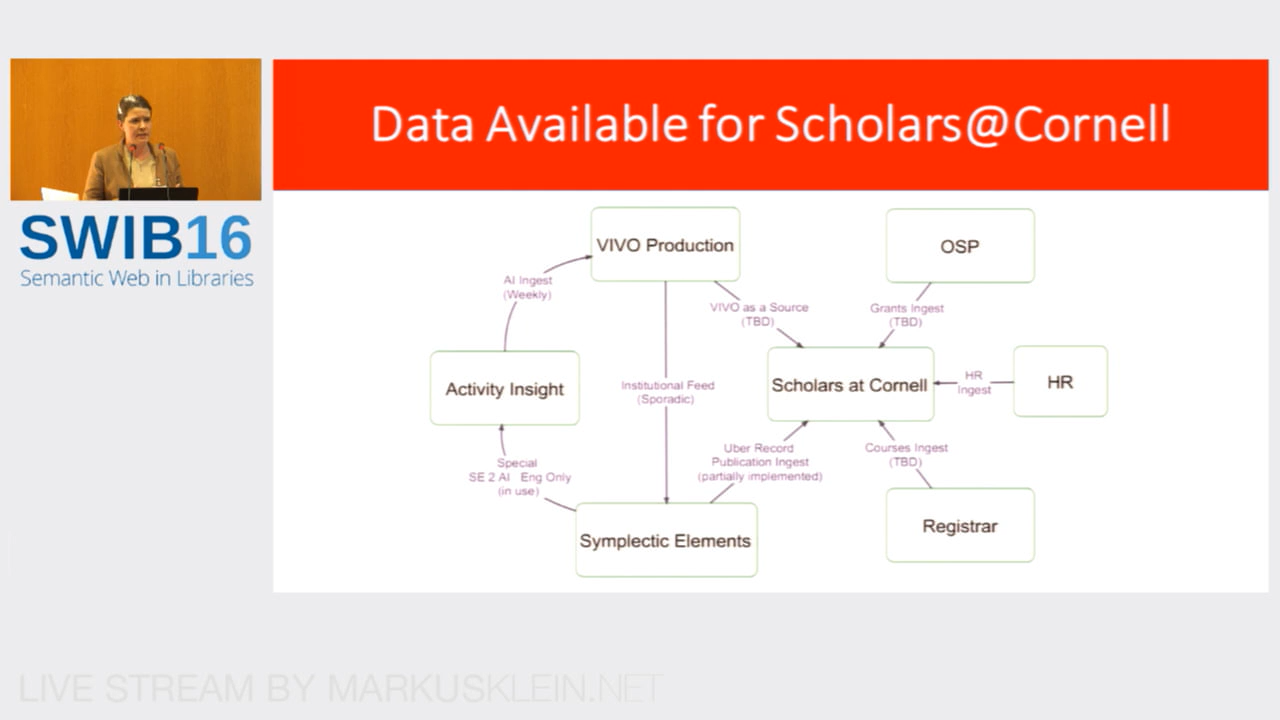 Data Available for Scholars@Cornell
SWIB16
Semantic Web in Libraries
VIVO Production
OSP
AI Ingest
(Weekly)
VIVO as a Source
(TBD)
Grants Ingest
(TBD)
Activity Insight
Institutional Feed
(Sporadic)
Scholars at Cornell
HR
Ingest
HR
Special
SE 2 AI Eng Only
(in use)
Uber Record
Publication Ingest
(partially implemented)
Courses Ingest
(TBD)
Symplectic Elements
Registrar
LIVE STREAM BY MARKUSKLEIN.NET